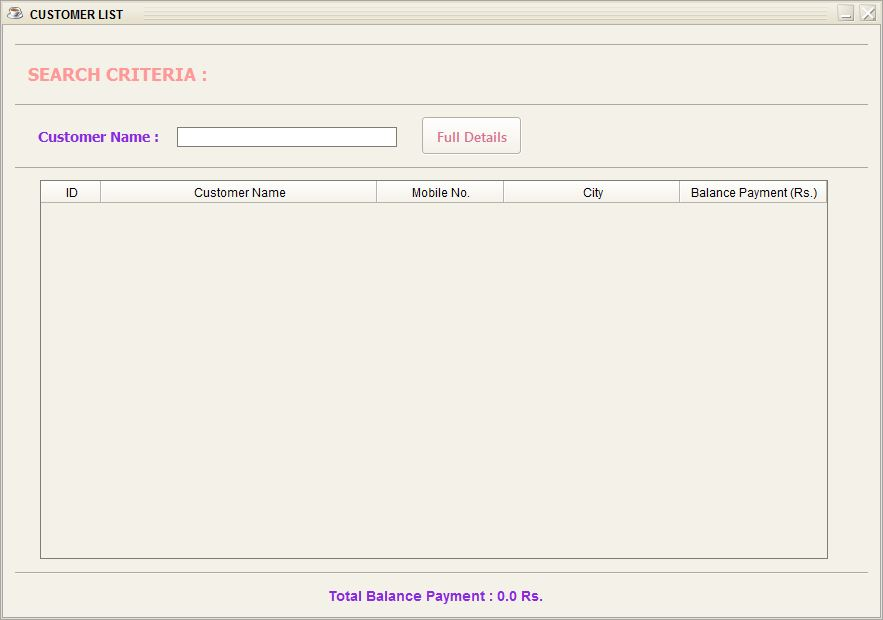 CUSTOMER LIST
SEARCH CRITERIA :
Customer Name : Full Details
ID Customer Name Mobile No. City Balance Payment (Rs.)
Total Balance Payment : 0.0 Rs.